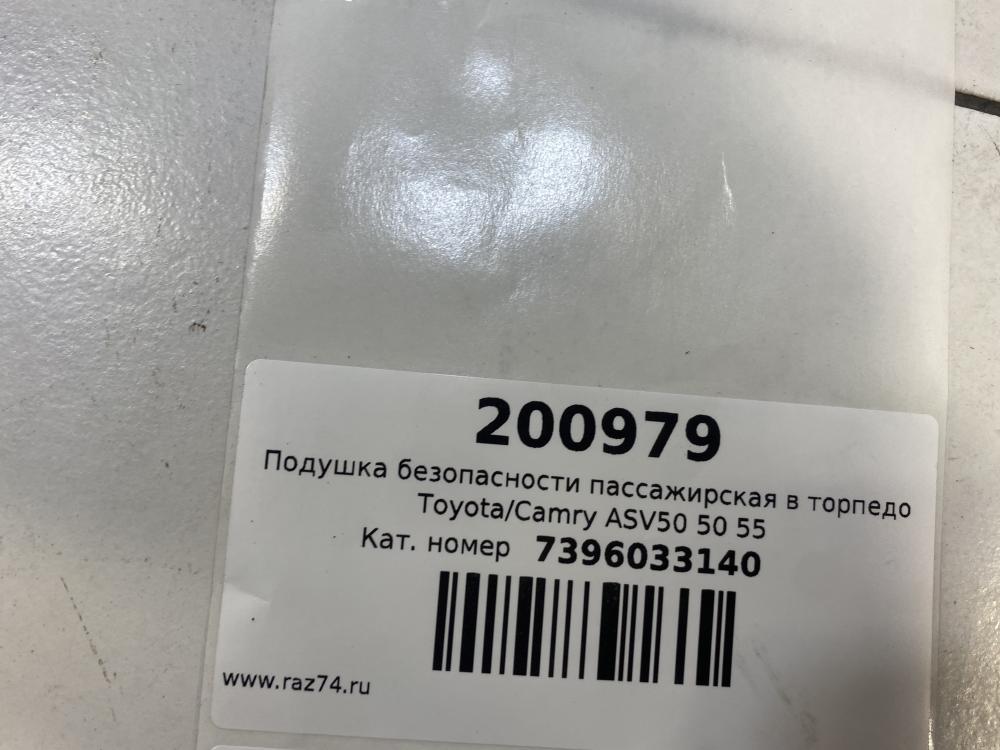 200979
Подушка безопасности пассажирская в торпедо
Toyota/Camry ASV50 50 55
Кат. номер 7396033140
www.raz74.ru